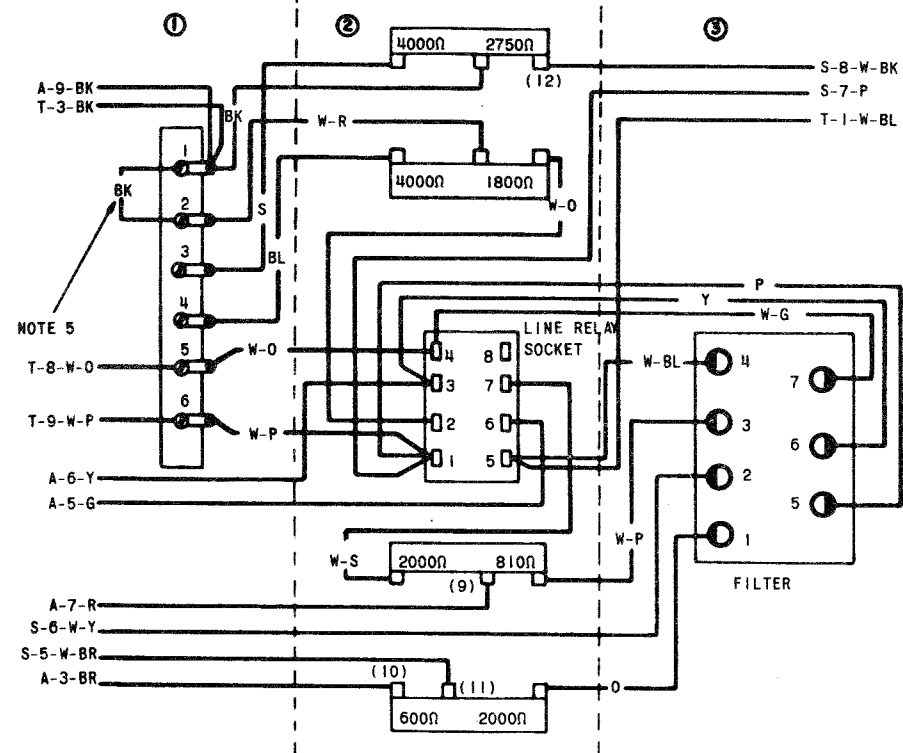 1 2 3
4000Ω 2750Ω
(12)
S-8-W-BK
A-9-BK
S-7-P
T-3-BK
BK
W-R
T-1-W-BL
1
4000Ω 1800Ω
BK
2
S
W-O
3
BL
P
4
Y
W-G
NOTE 5
LINE RELAY
SOCKET
5
W-O
4 8
W-BL
4
T-8-W-O
3 7
7
6
2 6
3
T-9-W-P
W-P
6
1 5
A-6-Y
2
5
A-5-G
W-P
1
W-S
2000Ω 810Ω
FILTER
(9)
A-7-R
S-6-W-Y
S-5-W-BR
(10)
A-3-BR
(11)
O
600Ω 2000Ω